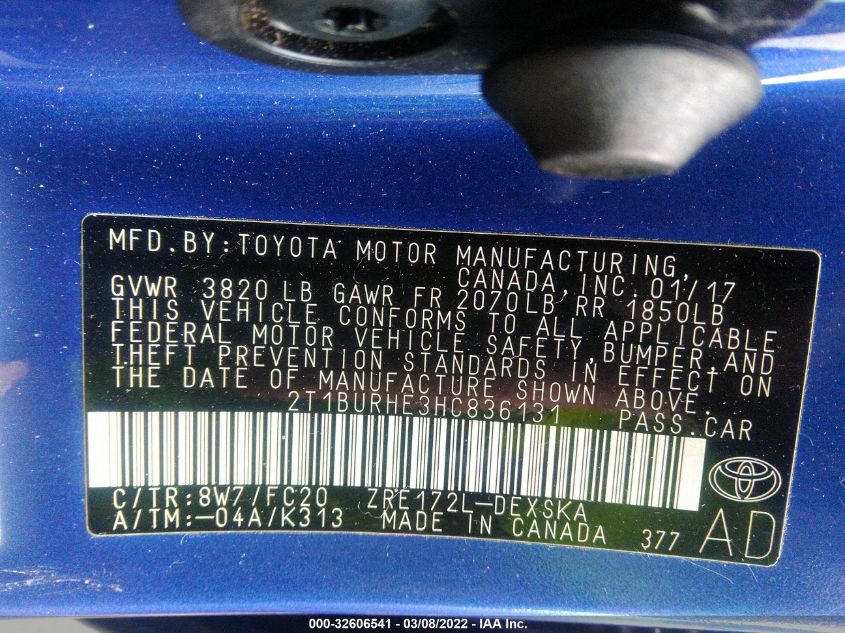 MFD.BY:TOYOTA MOTOR MANUFACTURING,
CANADA, INC. 01/17
GVWR 3820 LB GAWR FR 2070LB RR 1850LB
THIS VEHICLE CONFORMS TO ALL APPLICABLE
FEDERAL MOTOR VEHICLE SAFETY, BUMPER, AND
THEFT PREVENTION STANDARDS IN EFFECT ON
THE DATE OF MANUFACTURE SHOWN ABOVE.
2T1BURHE3HC836131 PASS.CAR
C/TR:8W7/FC20 ZRE172L-DEXSKA
A/TM:-04A/K313 MADE IN CANADA 377 AD
000-32606541 - 03/08/2022 - IAA Inc.